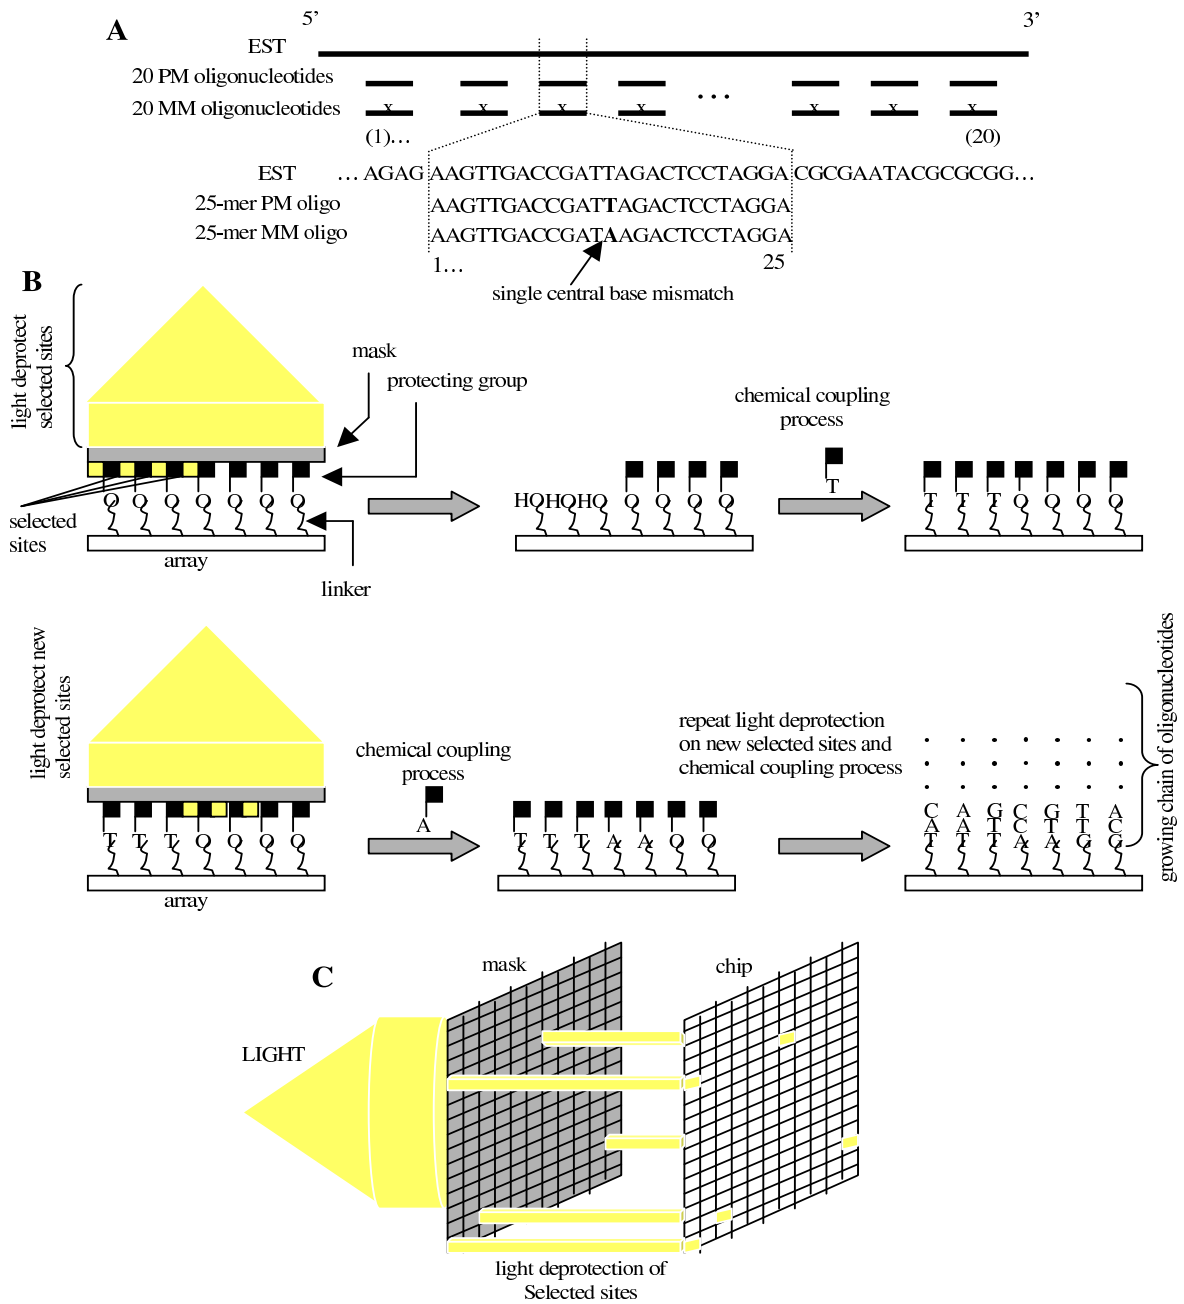 A
5’
3’
EST
20 PM oligonucleotides
. . .
20 MM oligonucleotides
x x x x x x x
(1)…
(20)
EST … AGAG AAGTTGACCGATTAGACTCCTAGGA CGCGAATACGCGCGG…
25-mer PM oligo AAGTTGACCGATTAGACTCCTAGGA
25-mer MM oligo AAGTTGACCGATAAGACTCCTAGGA
1…
25
single central base mismatch
B
light deprotect
selected sites
mask
protecting group
chemical coupling
process
T
O O O O O O O
HO HO HO O O O O
T T T O O O O
selected
sites
array
linker
light deprotect new
selected sites
chemical coupling
process
A
repeat light deprotection
on new selected sites and
chemical coupling process
growing chain of oligonucleotides
T T T O O O O
T T T A A O O
C A G C G T A
A A T C T T C
T T T A A G G
array
C
mask
chip
LIGHT
light deprotection of
Selected sites